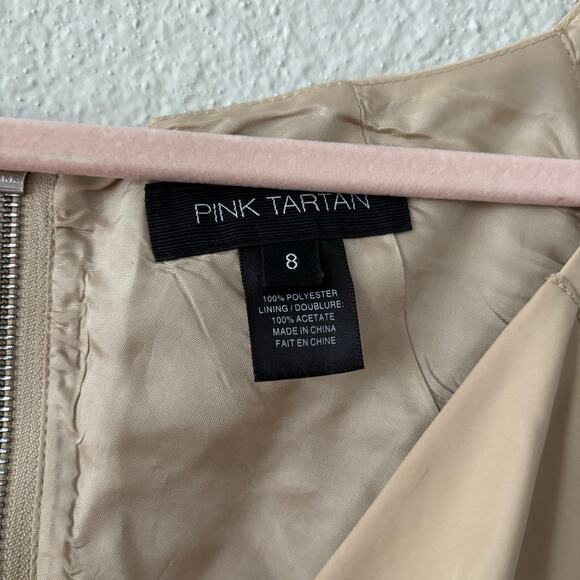 PINK TARTAN
8
100% POLYESTER
LINING / DOUBLURE:
100% ACETATE
MADE IN CHINA
FAIT EN CHINE